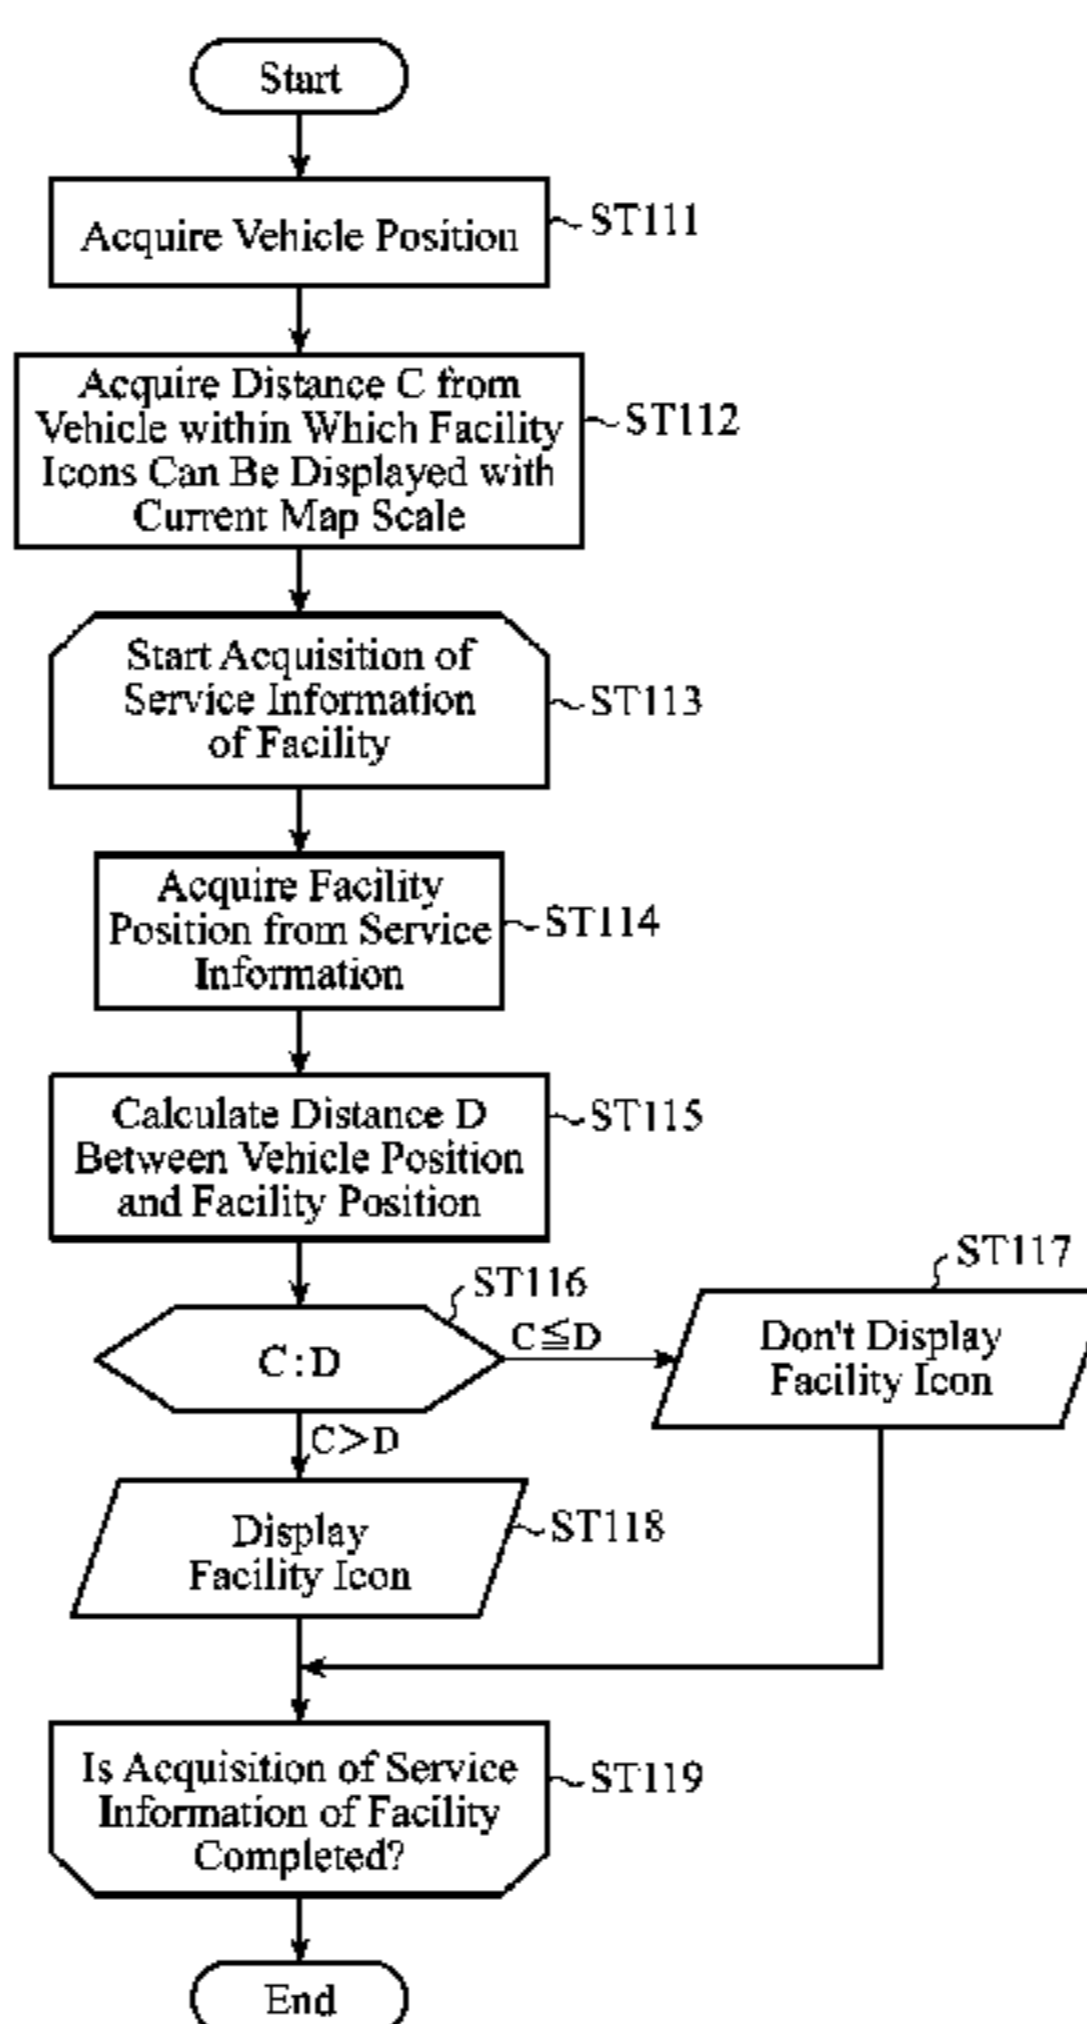 Start
Acquire Vehicle Position
ST111
Acquire Distance C from
Vehicle within Which Facility
Icons Can Be Displayed with
Current Map Scale
ST112
Start Acquisition of
Service Information
of Facility
ST113
Acquire Facility
Position from Service
Information
ST114
Calculate Distance D
Between Vehicle Position
and Facility Position
ST115
ST116
C:D
C≦D
ST117
Don't Display
Facility Icon
C>D
Display
Facility Icon
ST118
Is Acquisition of Service
Information of Facility
Completed?
ST119
End